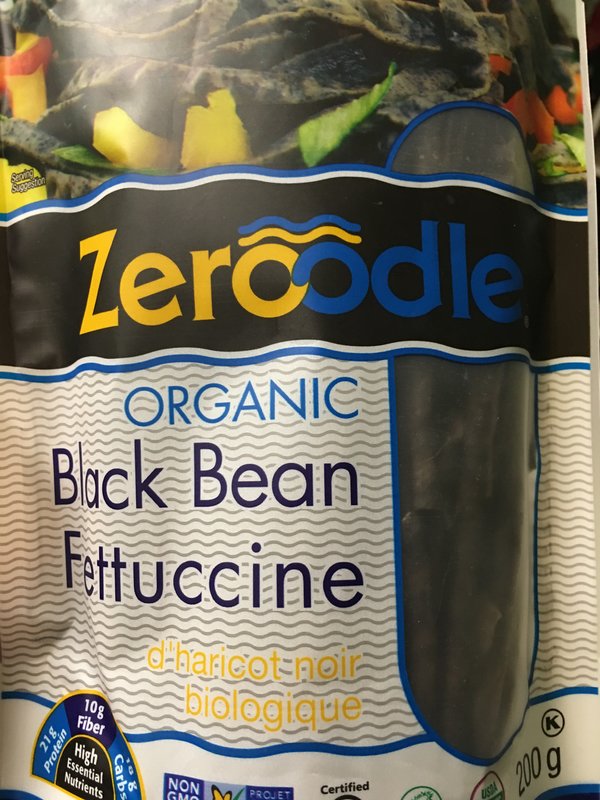 Serving
Suggestion
Zeroodle
ORGANIC
Black Bean
Fettuccine
d'haricot noir
biologique
10g
Fiber
21g
Protein
g
Carbs
High
Essential
Nutrients
NON
GMO
PROJET
Certified
USDA
K
200 g